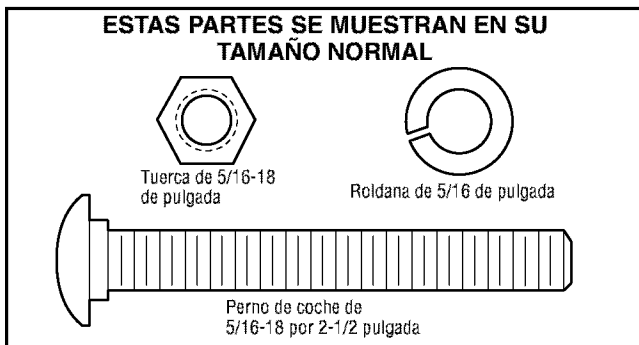 ESTAS PARTES SE MUESTRAN EN SU
TAMAÑO NORMAL
Tuerca de 5/16-18
de pulgada
Roldana de 5/16 de pulgada
Perno de coche de
5/16-18 por 2-1/2 pulgada